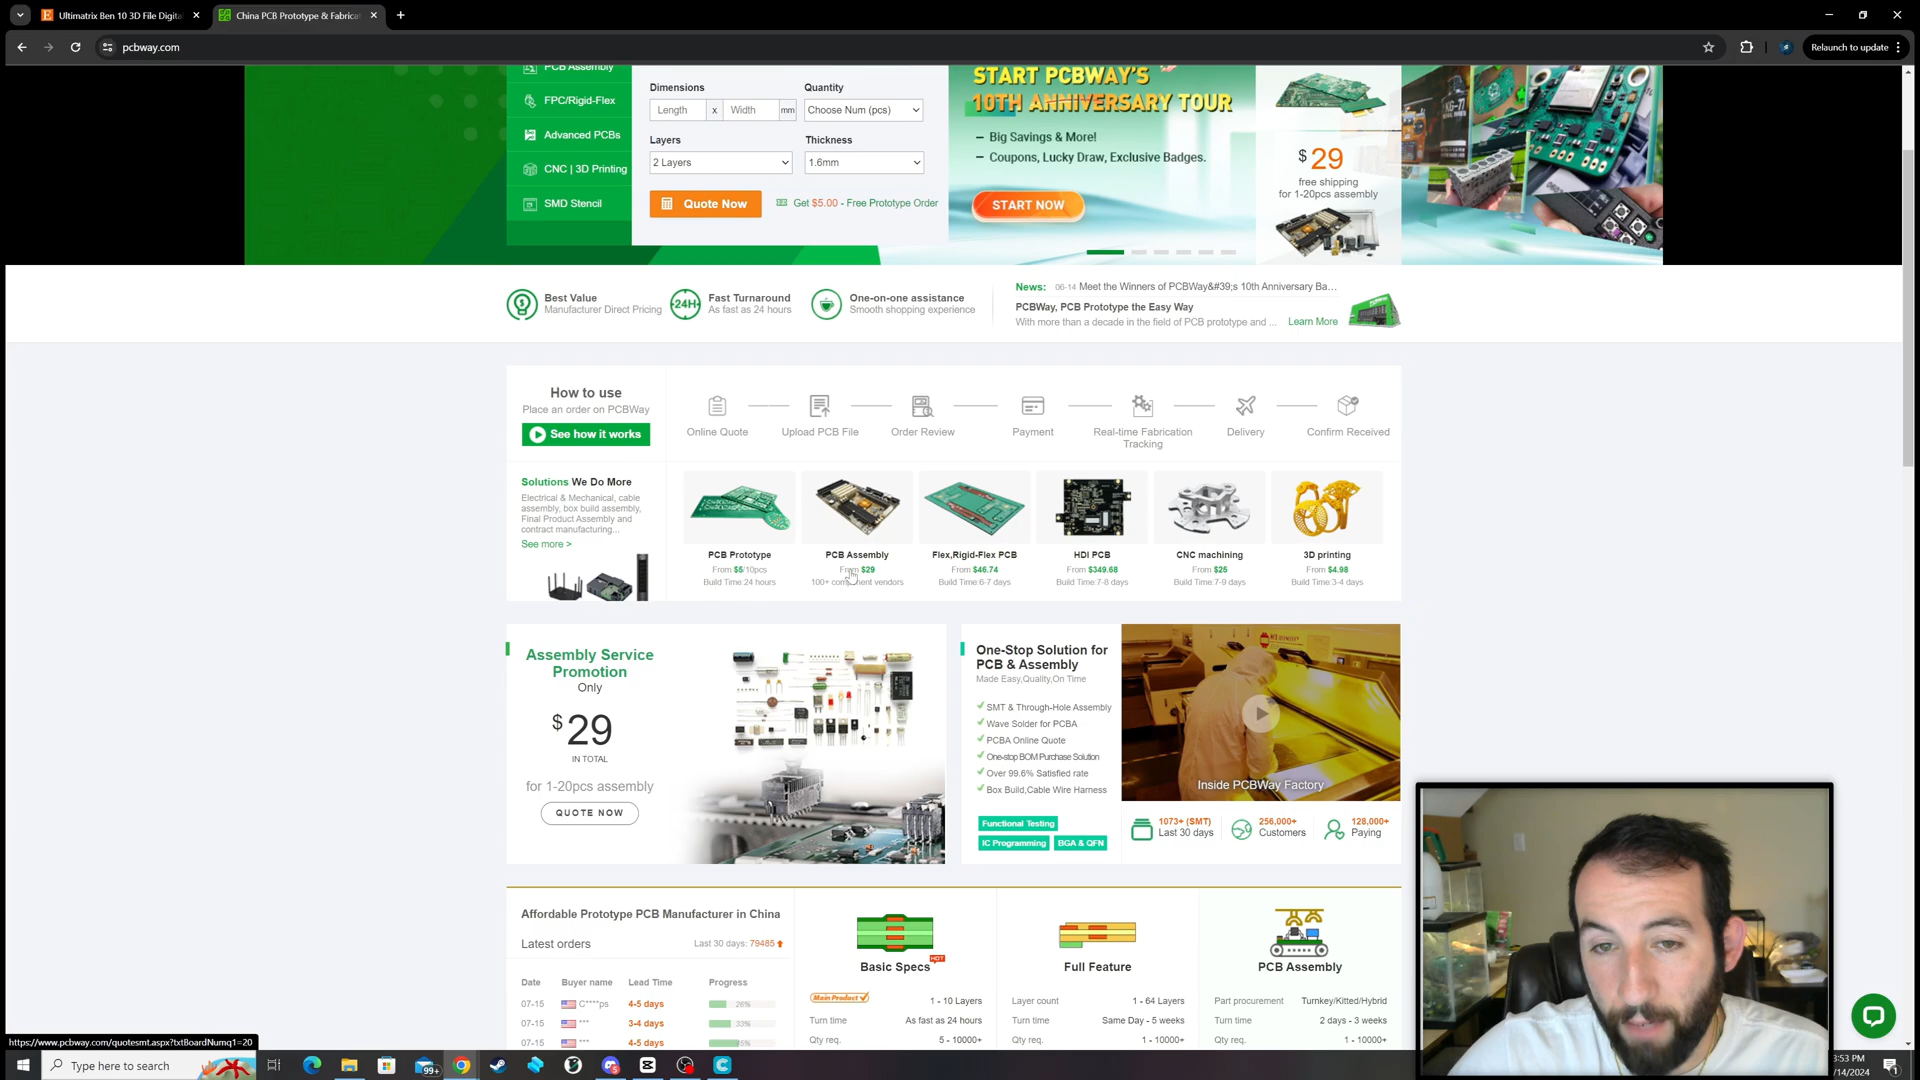 Ultimatrix Ben 10 3D File Digita
China PCB Prototype & Fabrica
pcbway.com
Relaunch to update
PCB Assembly
FPC/Rigid-Flex
Advanced PCBs
CNC | 3D Printing
SMD Stencil
Dimensions
Quantity
Length x Width mm
Choose Num (pcs)
Layers
Thickness
2 Layers
1.6mm
Quote Now
Get $5.00 - Free Prototype Order
START PCBWAY'S
10TH ANNIVERSARY TOUR
– Big Savings & More!
– Coupons, Lucky Draw, Exclusive Badges.
START NOW
$29
free shipping
for 1-20pcs assembly
Best Value
Manufacturer Direct Pricing
24H
Fast Turnaround
As fast as 24 hours
One-on-one assistance
Smooth shopping experience
News: 06-14 Meet the Winners of PCBWay&#39;s 10th Anniversary Ba...
PCBWay, PCB Prototype the Easy Way
With more than a decade in the field of PCB prototype and ... Learn More
How to use
Place an order on PCBWay
See how it works
Online Quote
Upload PCB File
Order Review
Payment
Real-time Fabrication
Tracking
Delivery
Confirm Received
Solutions We Do More
Electrical & Mechanical, cable
assembly, box build assembly,
Final Product Assembly and
contract manufacturing...
See more >
PCB Prototype
From $5/10pcs
Build Time:24 hours
PCB Assembly
From $29
100+ component vendors
Flex,Rigid-Flex PCB
From $46.74
Build Time:6-7 days
HDI PCB
From $349.68
Build Time:7-8 days
CNC machining
From $25
Build Time:7-9 days
3D printing
From $4.98
Build Time:3-4 days
Assembly Service
Promotion
Only
$29
IN TOTAL
for 1-20pcs assembly
QUOTE NOW
One-Stop Solution for
PCB & Assembly
Made Easy,Quality,On Time
SMT & Through-Hole Assembly
Wave Solder for PCBA
PCBA Online Quote
One-stop BOM Purchase Solution
Over 99.6% Satisfied rate
Box Build,Cable Wire Harness
Functional Testing
IC Programming
BGA & QFN
Inside PCBWay Factory
1073+ (SMT)
Last 30 days
256,000+
Customers
128,000+
Paying
Affordable Prototype PCB Manufacturer in China
Latest orders
Last 30 days: 79485
Date Buyer name Lead Time Progress
07-15 C****ps 4-5 days 26%
07-15 *** 3-4 days 33%
07-15 *** 4-5 days
HOT
Basic Specs
Main Product
1 - 10 Layers
Turn time As fast as 24 hours
Qty req. 5 - 10000+
Full Feature
Layer count 1 - 64 Layers
Turn time Same Day - 5 weeks
Qty req. 1 - 10000+
PCB Assembly
Part procurement Turnkey/Kitted/Hybrid
Turn time 2 days - 3 weeks
Qty req. 1 - 10000+
https://www.pcbway.com/quotesmt.aspx?txtBoardNumq1=20
Type here to search
99+
3:53 PM
/14/2024
1